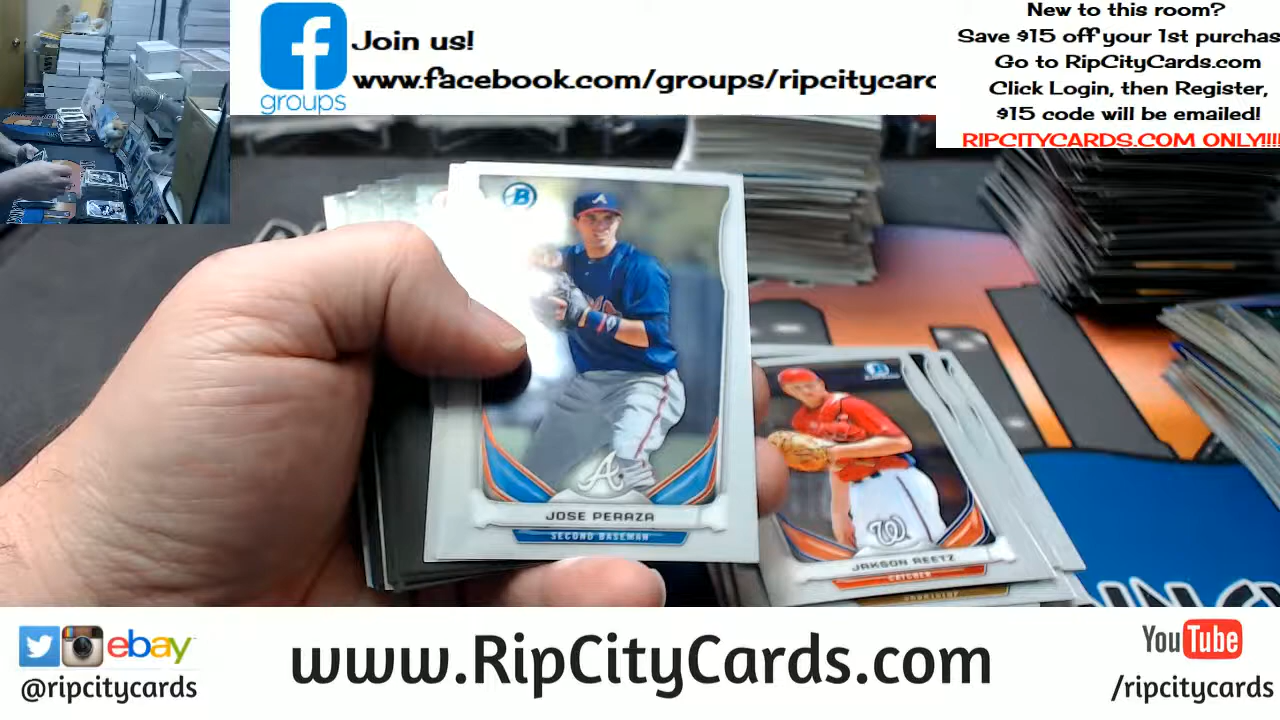 Join us!
www.facebook.com/groups/ripcitycarc
groups
New to this room?
Save $15 off your 1st purchas
Go to RipCityCards.com
Click Login, then Register,
$15 code will be emailed!
RIPCITYCARDS.COM ONLY!!!!
B
A
A
JOSE PERAZA
SECOND BASEMAN
B
W
JAKSON REETZ
CATCHER
ebay
@ripcitycards
www.RipCityCards.com
YouTube
/ripcitycards